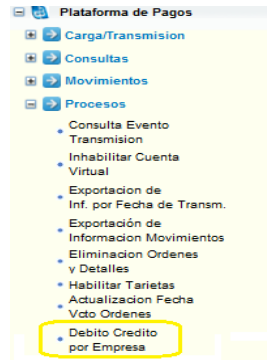 Plataforma de Pagos
Carga/Transmision
Consultas
Movimientos
Procesos
Consulta Evento
Transmision
Inhabilitar Cuenta
Virtual
Exportacion de
Inf. por Fecha de Transm.
Exportación de
Informacion Movimientos
Eliminacion Ordenes
y Detalles
Habilitar Tarjetas
Actualizacion Fecha
Vcto Ordenes
Debito Credito
por Empresa